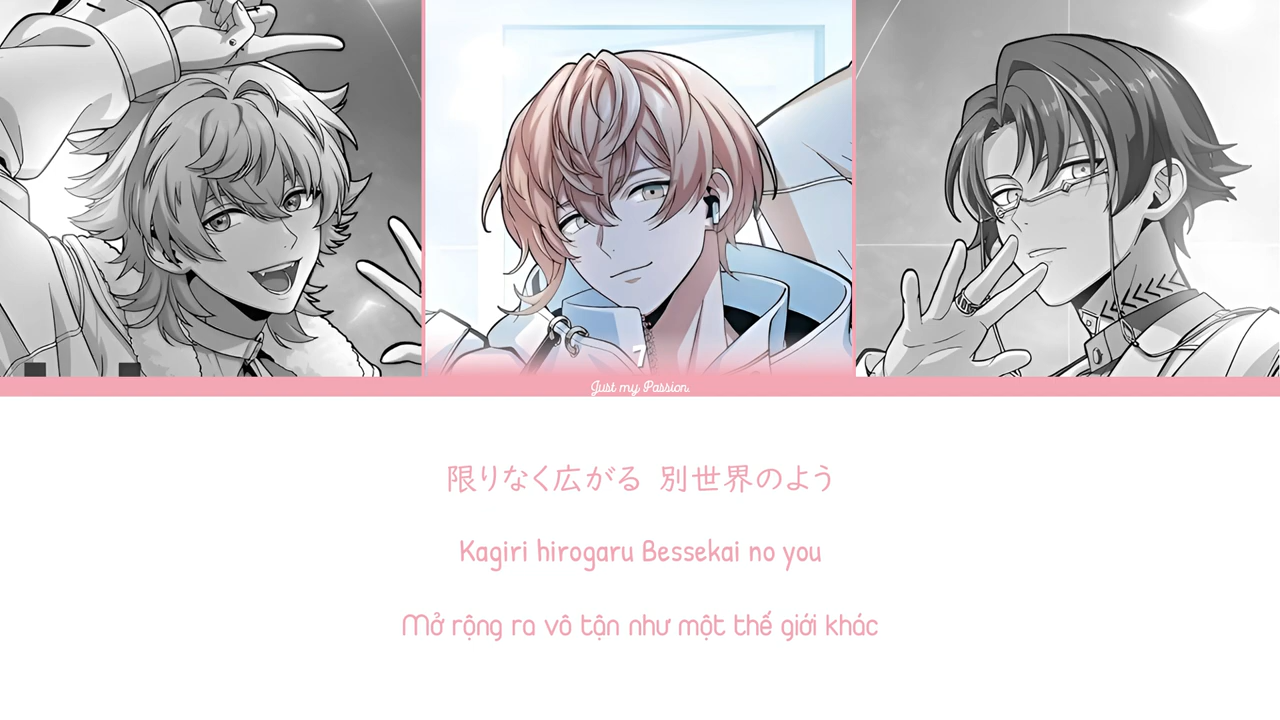 7
Just my Passion.
限りなく広がる 別世界のよう
Kagiri hirogaru Bessekai no you
Mở rộng ra vô tận như một thế giới khác